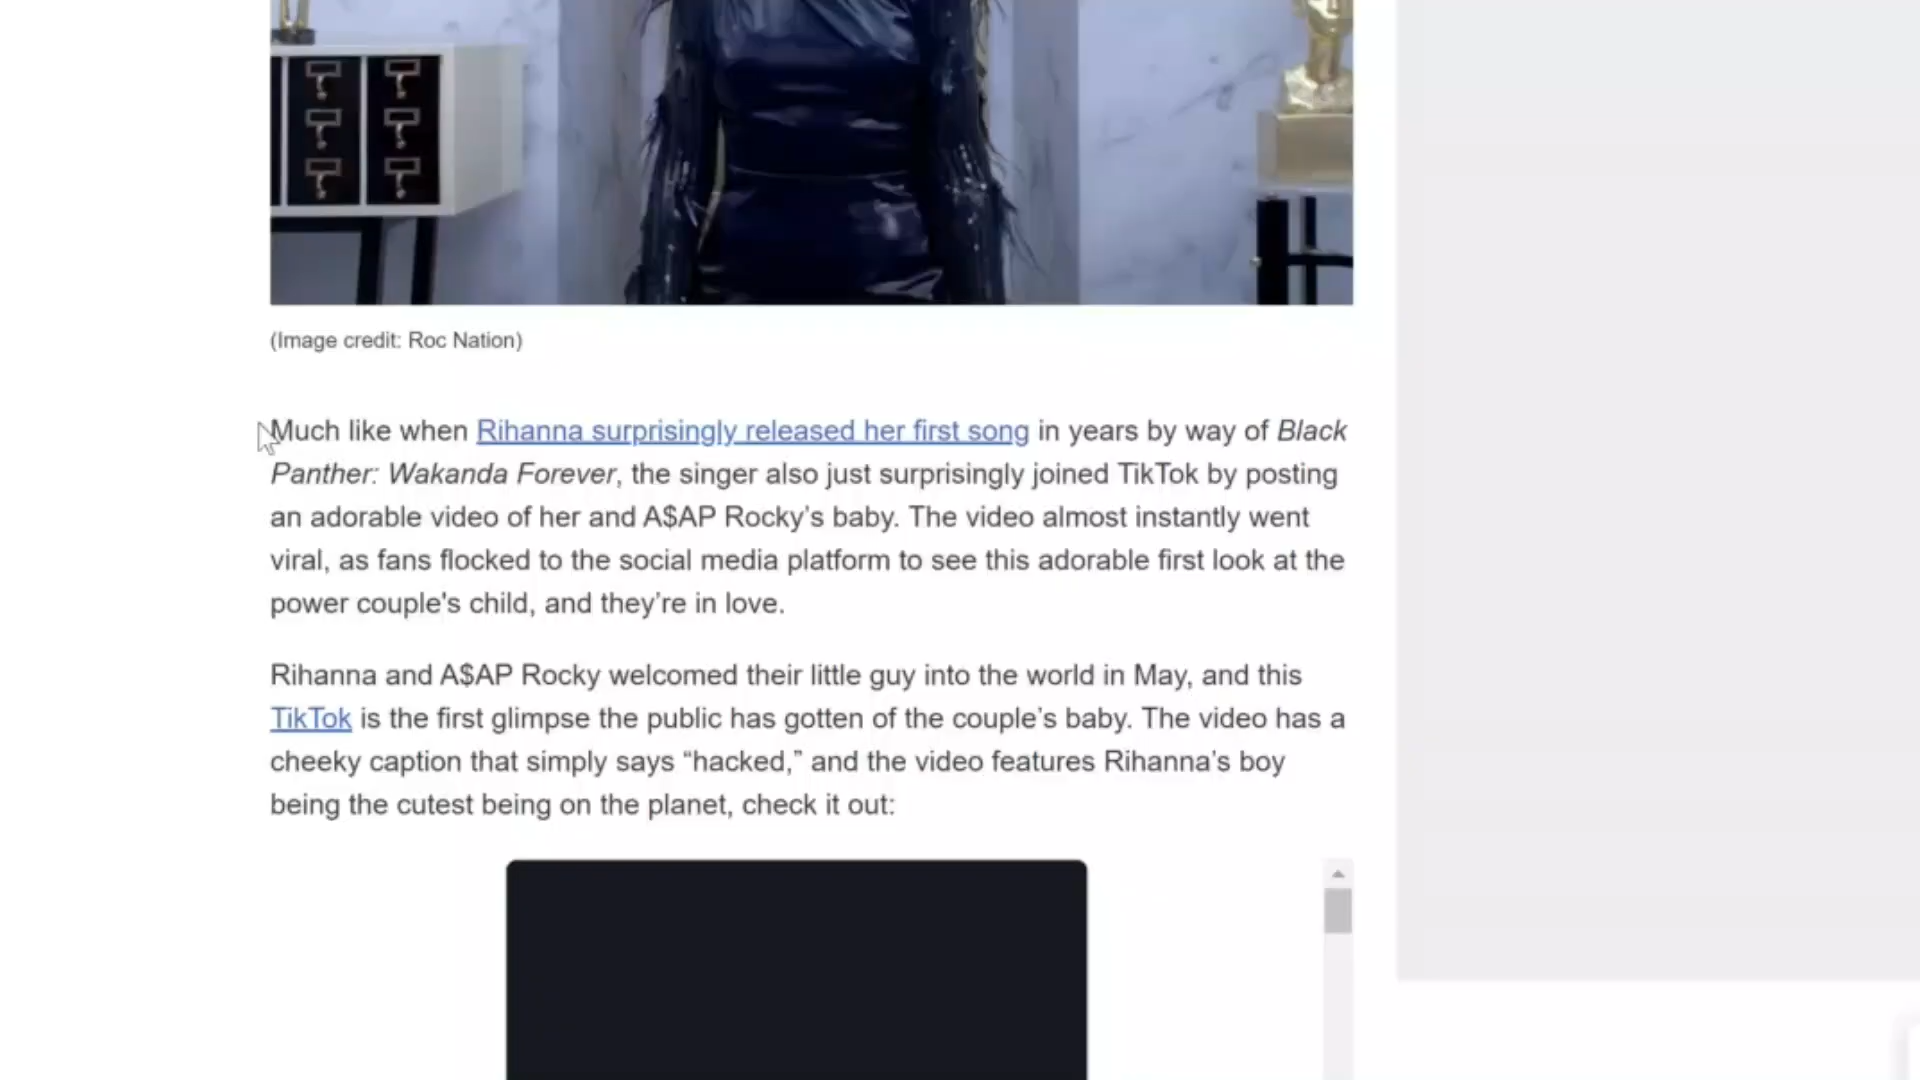 (Image credit: Roc Nation)
Much like when Rihanna surprisingly released her first song in years by way of Black
Panther: Wakanda Forever, the singer also just surprisingly joined TikTok by posting
an adorable video of her and A$AP Rocky’s baby. The video almost instantly went
viral, as fans flocked to the social media platform to see this adorable first look at the
power couple's child, and they’re in love.
Rihanna and A$AP Rocky welcomed their little guy into the world in May, and this
TikTok is the first glimpse the public has gotten of the couple’s baby. The video has a
cheeky caption that simply says “hacked,” and the video features Rihanna’s boy
being the cutest being on the planet, check it out: